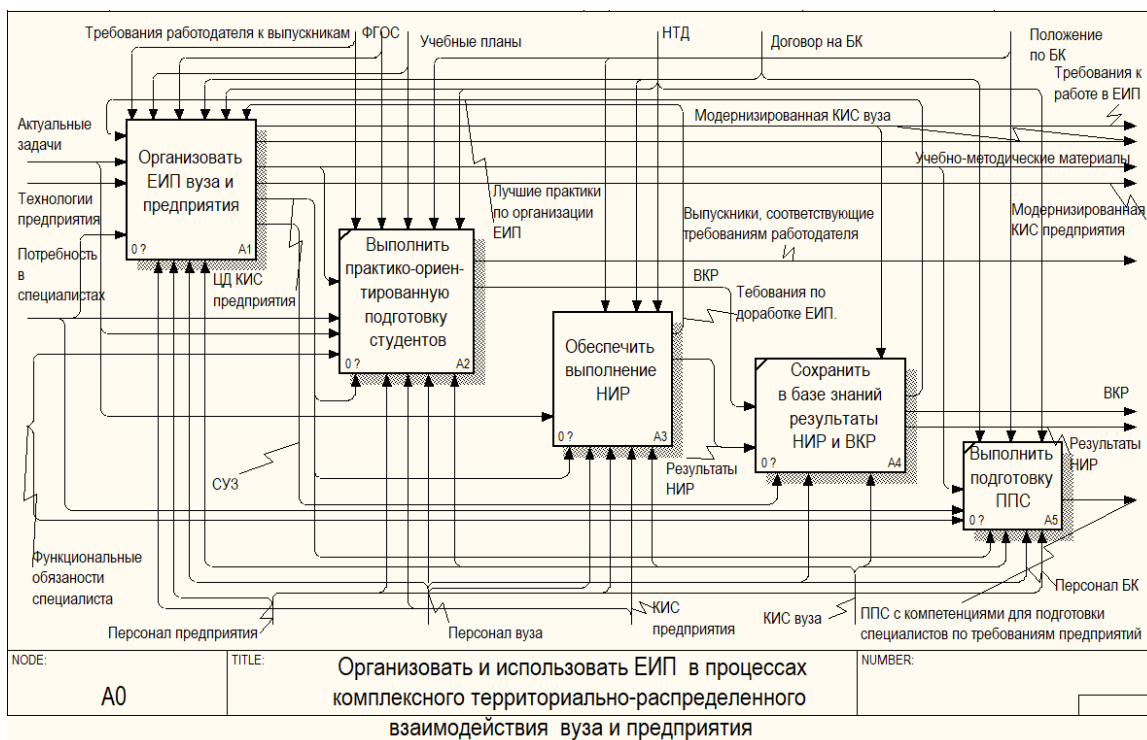 Требования работодателя к выпускникам
ФГОС
Учебные планы
НТД
Договор на БК
Положение
по БК
Требования к
работе в ЕИП
Актуальные
задачи
Модернизированная КИС вуза
Организовать
ЕИП вуза и
предприятия
0 ?
A1
Учебно-методические материалы
Технологии
предприятия
Лучшие практики
по организации
ЕИП
Выпускники, соответствующие
требованиям работодателя
Модернизированная
КИС предприятия
Потребность
в
специалистах
ЦД КИС
предприятия
Выполнить
практико-ориен-
тированную
подготовку
студентов
0 ?
A2
ВКР
Тебования по
доработке ЕИП.
Обеспечить
выполнение
НИР
0 ?
A3
Сохранить
в базе знаний
результаты
НИР и ВКР
0 ?
A4
ВКР
Результаты
НИР
Результаты
НИР
Выполнить
подготовку
ППС
0 ?
A5
СУЗ
Функциональные
обязаности
специалиста
Персонал БК
Персонал предприятия
Персонал вуза
КИС
предприятия
КИС вуза
ППС с компетенциями для подготовки
специалистов по требованиям предприятий
NODE:
A0
TITLE:
Организовать и использовать ЕИП в процессах
комплексного территориально-распределенного
взаимодействия вуза и предприятия
NUMBER: